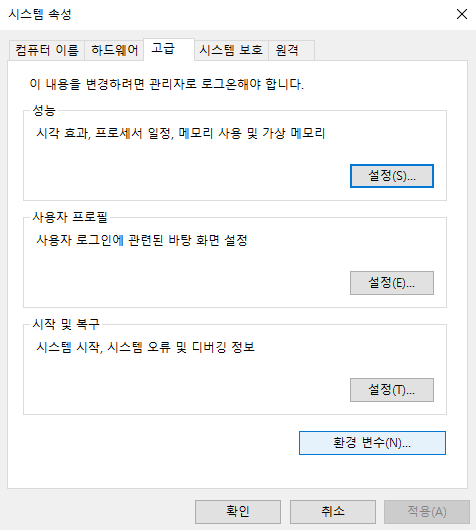 시스템 속성
컴퓨터 이름 하드웨어 고급 시스템 보호 원격
이 내용을 변경하려면 관리자로 로그온해야 합니다.
성능
시각 효과, 프로세서 일정, 메모리 사용 및 가상 메모리
설정(S)...
사용자 프로필
사용자 로그인에 관련된 바탕 화면 설정
설정(E)...
시작 및 복구
시스템 시작, 시스템 오류 및 디버깅 정보
설정(T)...
환경 변수(N)...
확인 취소 적용(A)